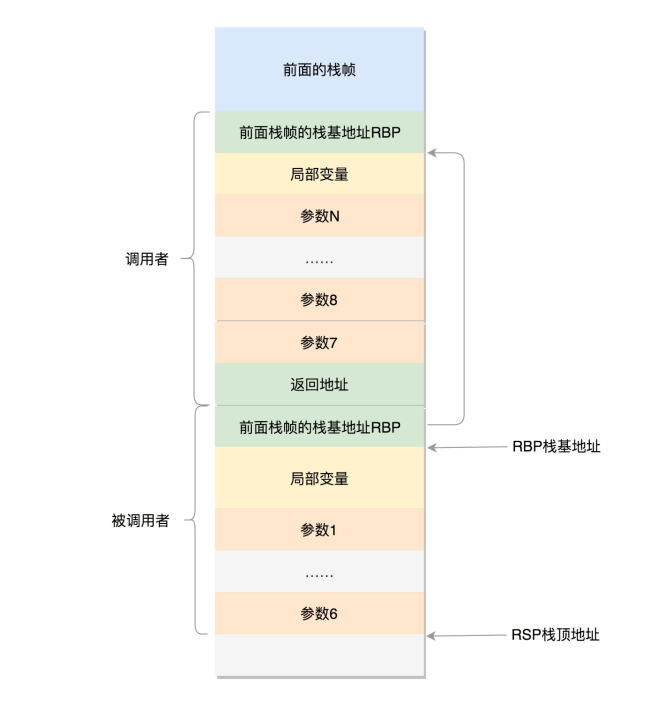 前面的栈帧
前面栈帧的栈基地址RBP
局部变量
参数N
调用者
......
参数8
参数7
返回地址
前面栈帧的栈基地址RBP
RBP栈基地址
局部变量
被调用者
参数1
......
参数6
RSP栈顶地址